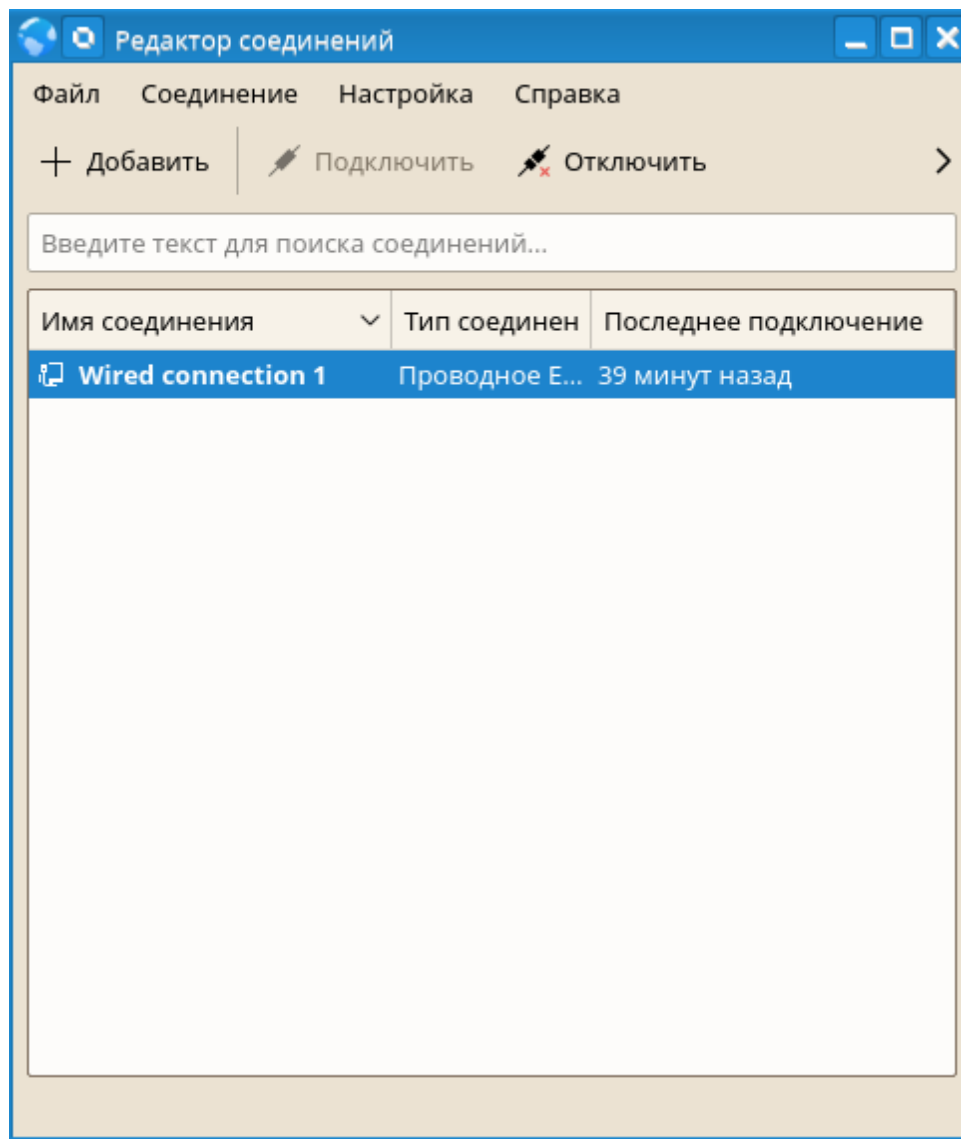 Редактор соединений
Файл Соединение Настройка Справка
Добавить Подключить Отключить
Введите текст для поиска соединений...
Имя соединения Тип соединен Последнее подключение
Wired connection 1 Проводное E... 39 минут назад